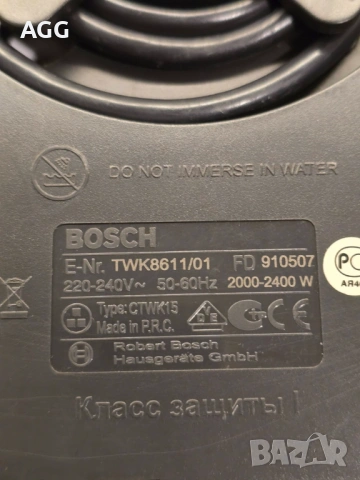 AGG
DO NOT IMMERSE IN WATER
BOSCH
E-Nr. TWK8611/01 FD 910507
220-240V~ 50-60Hz 2000-2400 W
Type: CTWK15
Made in P.R.C.
Robert Bosch
Hausgeräte GmbH
Класс защиты I
BAZAR